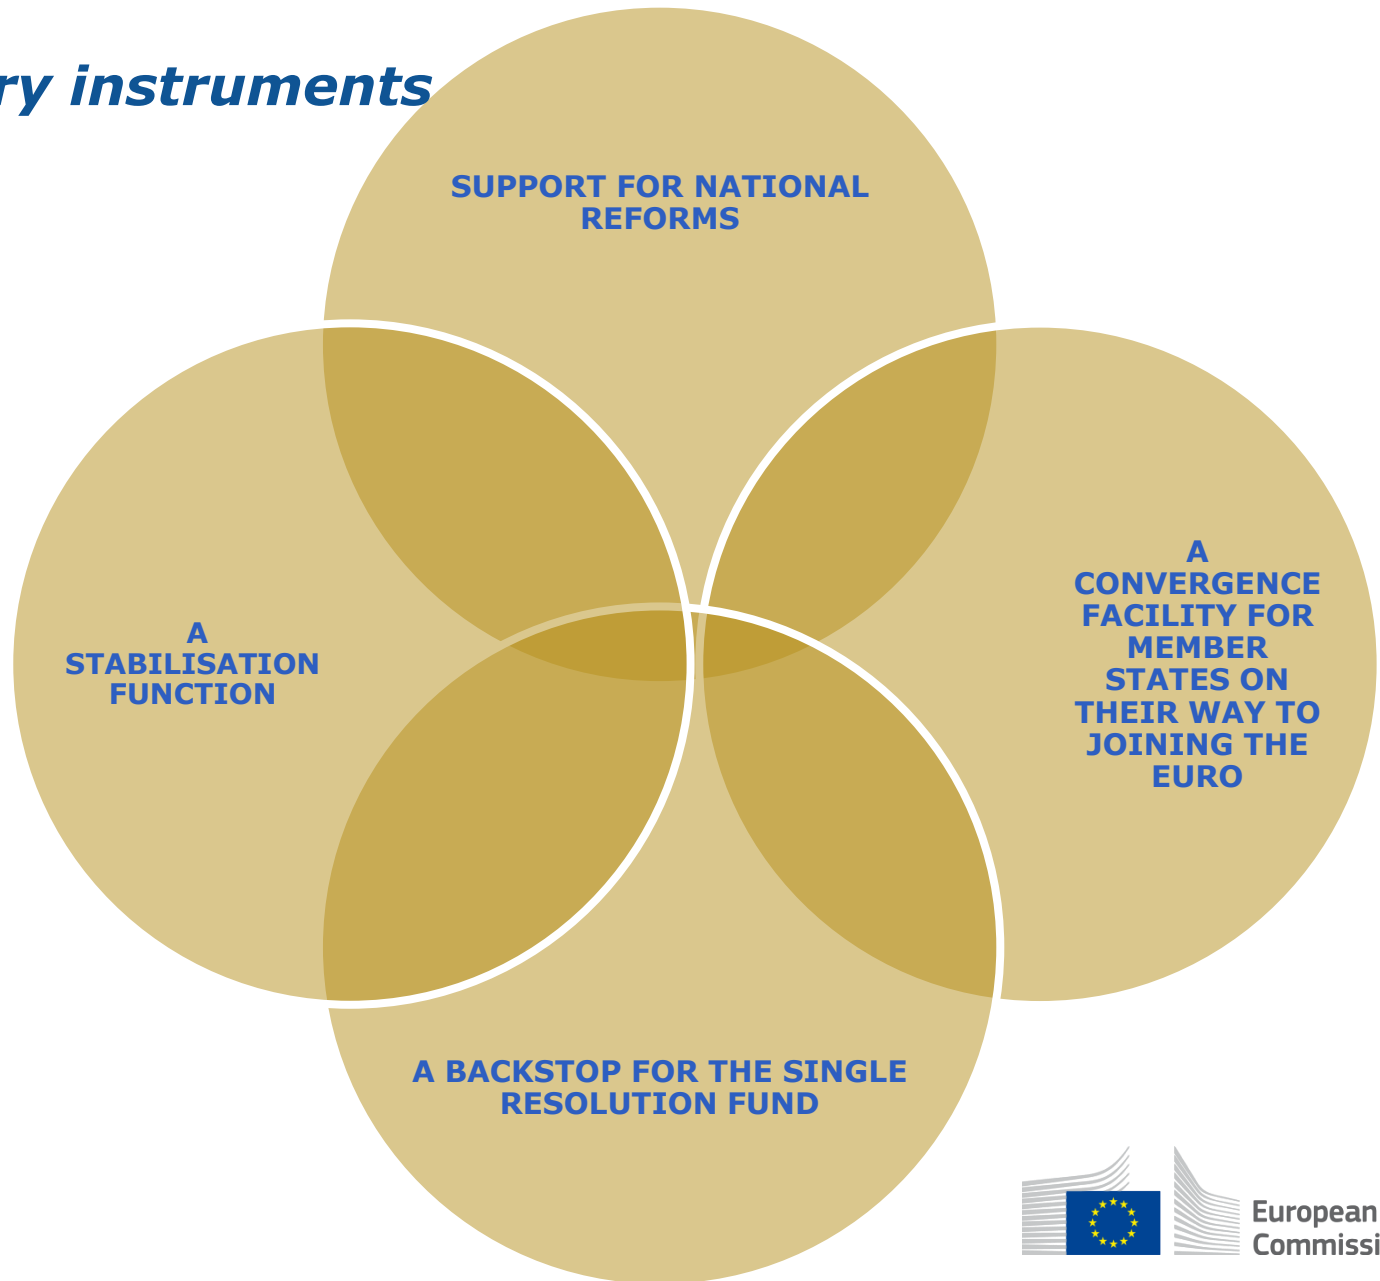 ry instruments
SUPPORT FOR NATIONAL
REFORMS
A
STABILISATION
FUNCTION
A
CONVERGENCE
FACILITY FOR
MEMBER
STATES ON
THEIR WAY TO
JOINING THE
EURO
A BACKSTOP FOR THE SINGLE
RESOLUTION FUND
European
Commissi